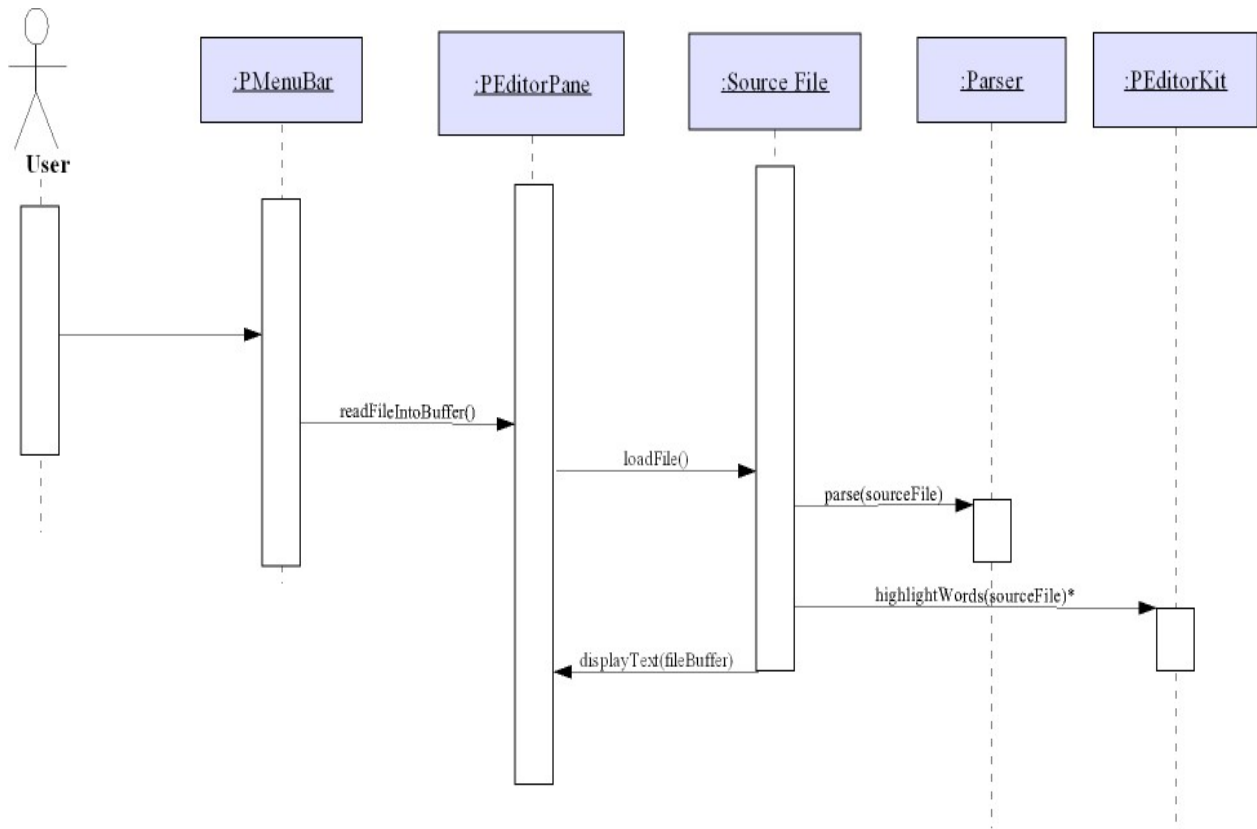 :PMenuBar
:PEditorPane
:Source File
:Parser
:PEditorKit
User
readFileIntoBuffer()
loadFile()
parse(sourceFile)
highlightWords(sourceFile)*
displayText(fileBuffer)